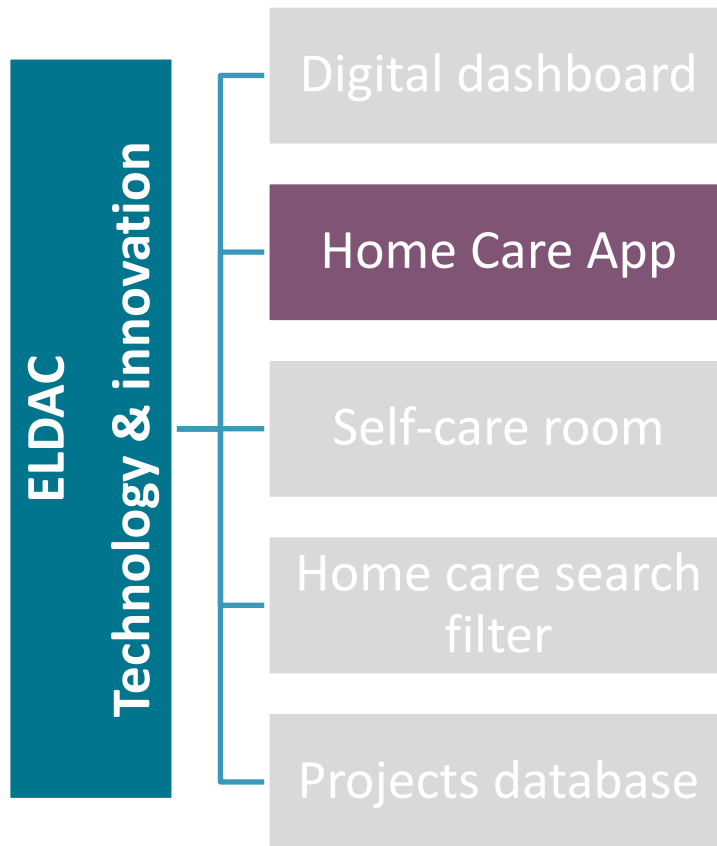 ELDAC
Technology & innovation
Digital dashboard
Home Care App
Self-care room
Home care search
filter
Projects database